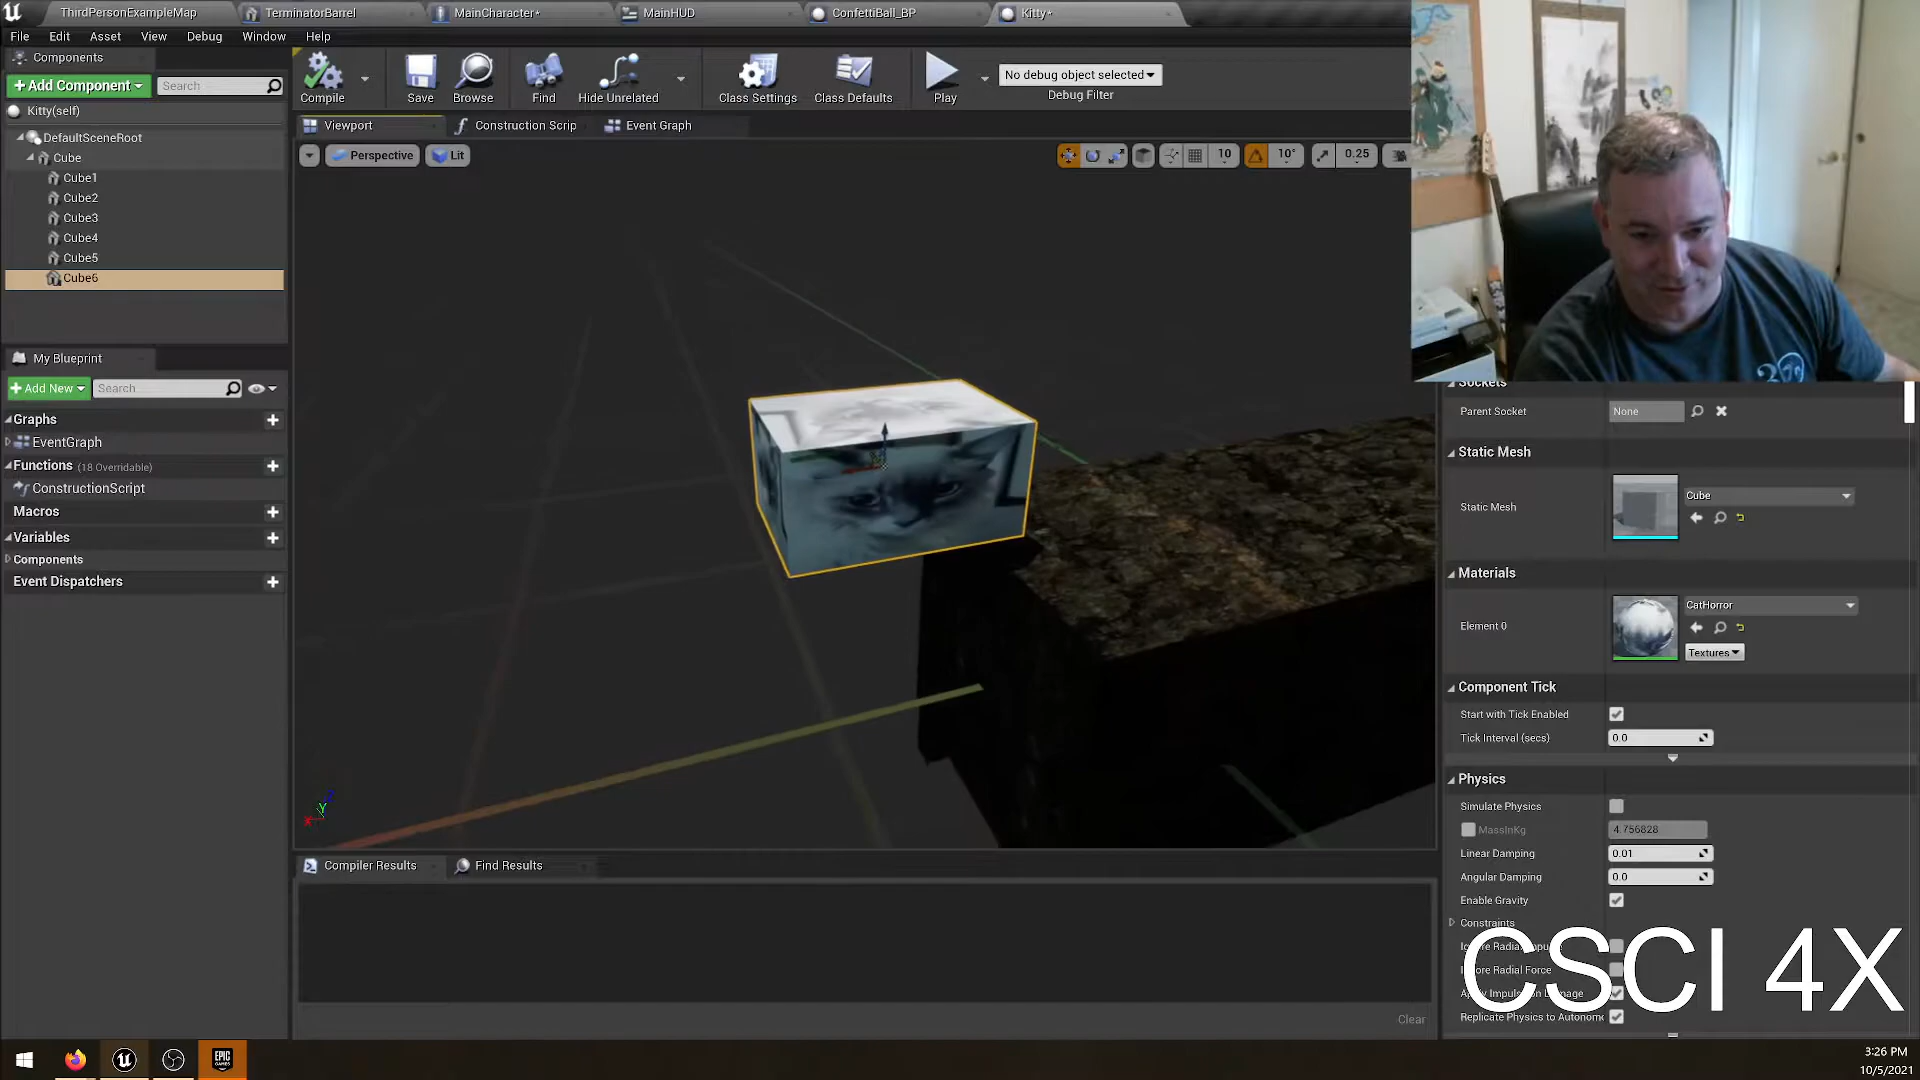 ThirdPersonExampleMap
TerminatorBarrel
MainCharacter*
MainHUD
ConfettiBall_BP
Kitty*
File Edit Asset View Debug Window Help
Components
+Add Component
Search
Kitty(self)
DefaultSceneRoot
Cube
Cube1
Cube2
Cube3
Cube4
Cube5
Cube6
Compile
Save
Browse
Find
Hide Unrelated
Class Settings
Class Defaults
Play
No debug object selected
Debug Filter
Viewport
Construction Scrip
Event Graph
Perspective
Lit
10
10°
0.25
My Blueprint
+Add New
Search
Graphs
EventGraph
Functions (18 Overridable)
ConstructionScript
Macros
Variables
Components
Event Dispatchers
Y
Compiler Results
Find Results
Clear
Sockets
Parent Socket
None
Static Mesh
Static Mesh
Cube
Materials
Element 0
CatHorror
Textures
Component Tick
Start with Tick Enabled
Tick Interval (secs)
0.0
Physics
Simulate Physics
MassInKg
4.756828
Linear Damping
0.01
Angular Damping
0.0
Enable Gravity
Constraints
Radial Force
Replicate Physics to Autonom
CSCI 4X
EPIC GAMES
3:26 PM
10/5/2021